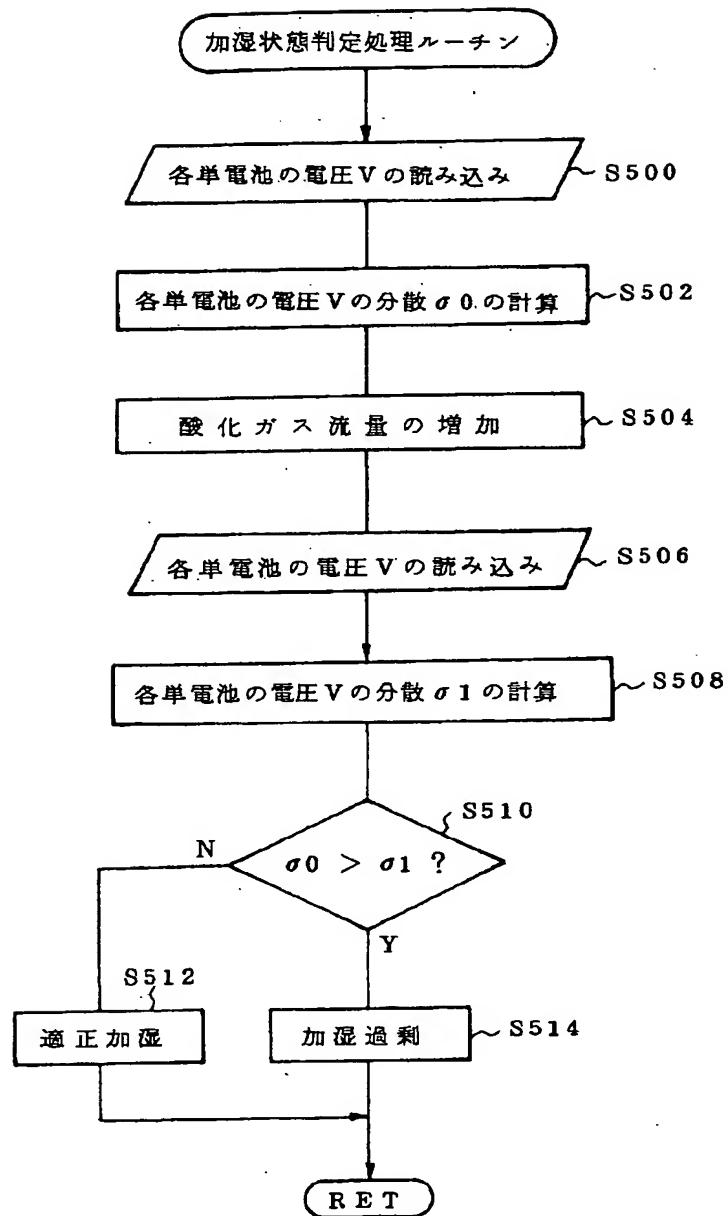 加湿状態判定処理ルーチン
各単電池の電圧Vの読み込み
S500
各単電池の電圧Vの分散σ0の計算
S502
酸化ガス流量の増加
S504
各単電池の電圧Vの読み込み
S506
各単電池の電圧Vの分散σ1の計算
S508
S510
N
σ0 > σ1 ?
Y
S512
適正加湿
加湿過剰
S514
RET